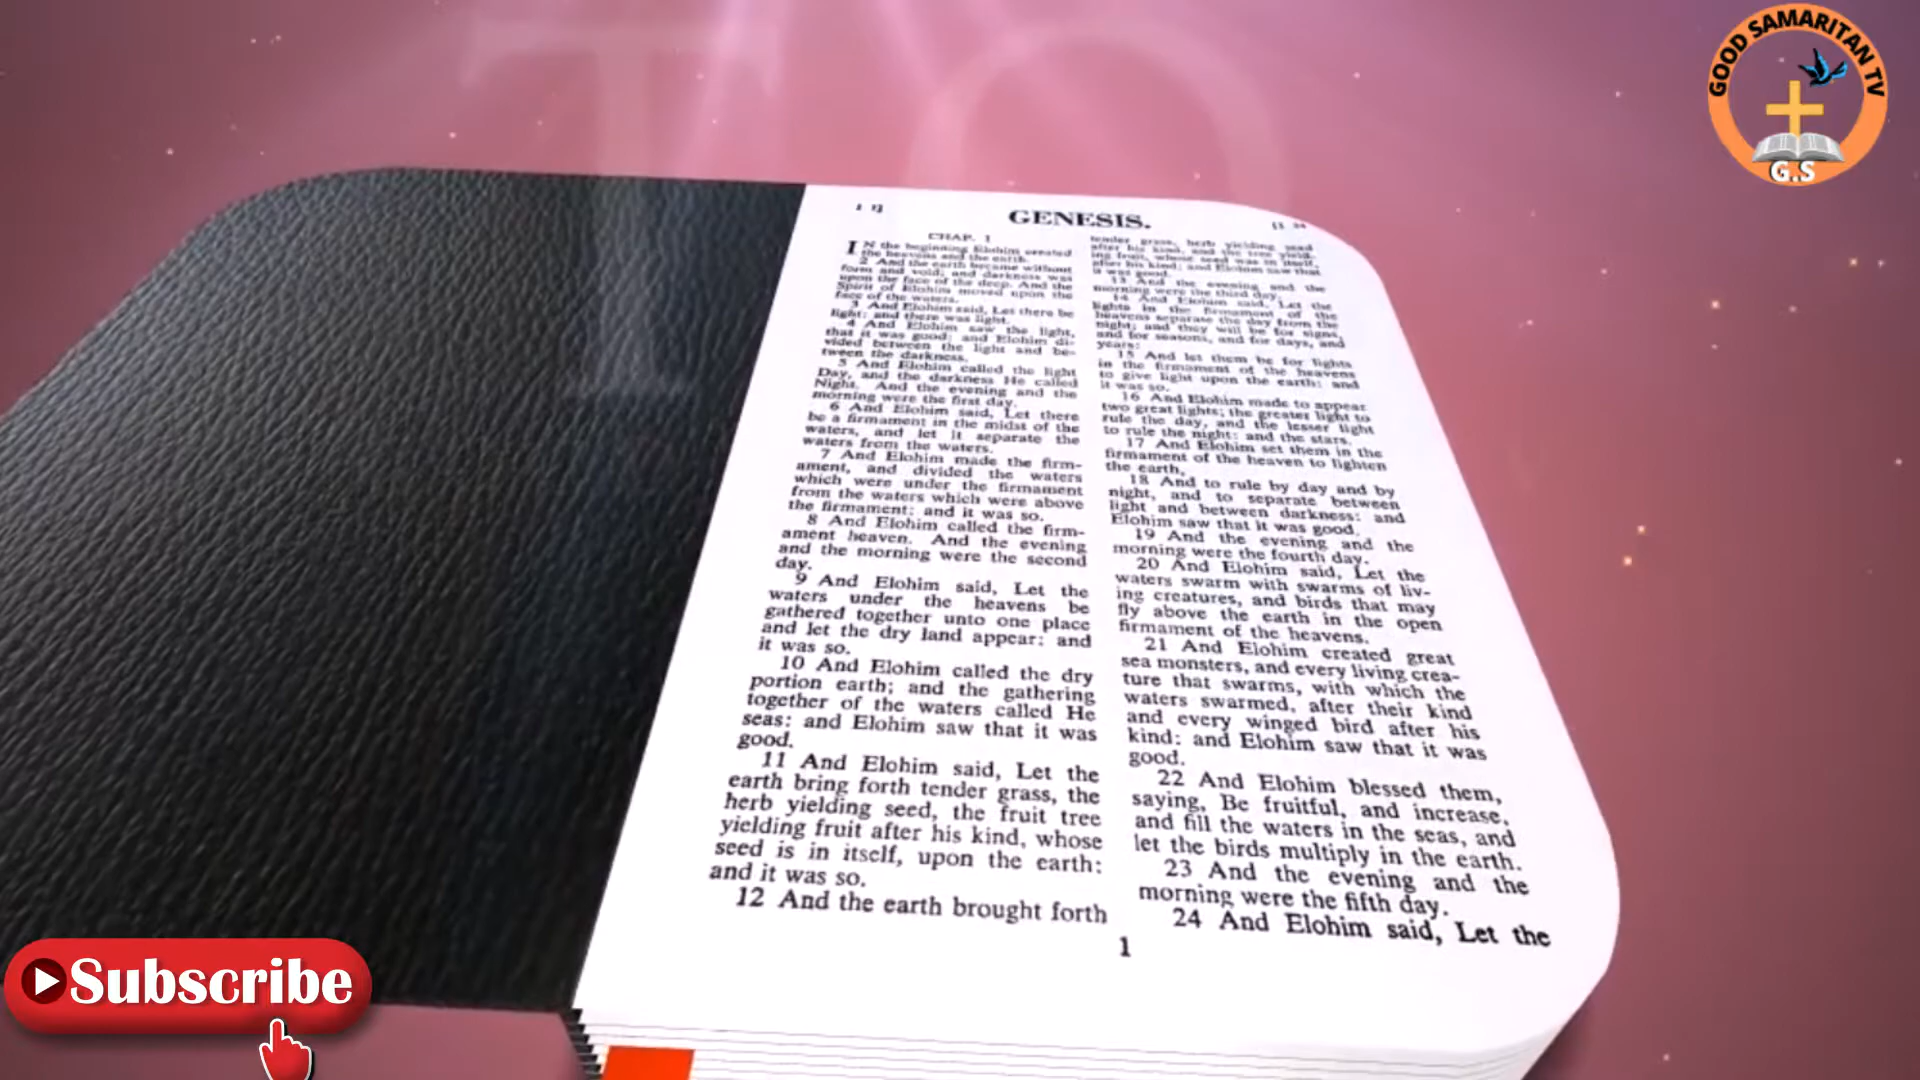 GOOD SAMARITAN TV
G.S
GENESIS.
CHAP. 1
IN the beginning Elohim created
the heavens and the earth.
2 And the earth became without
form and void; and darkness was
upon the face of the deep. And the
Spirit of Elohim moved upon the
face of the waters.
3 And Elohim said, Let there be
light: and there was light.
4 And Elohim saw the light,
that it was good; and Elohim di-
vided between the light and be-
tween the darkness.
5 And Elohim called the light
Day, and the darkness He called
Night. And the evening and the
morning were the first day.
6 And Elohim said, Let there
be a firmament in the midst of the
waters, and let it separate the
waters from the waters.
7 And Elohim made the firm-
ament, and divided the waters
which were under the firmament
from the waters which were above
the firmament: and it was so.
8 And Elohim called the firm-
ament heaven. And the evening
and the morning were the second
day.
9 And Elohim said, Let the
waters under the heavens be
gathered together unto one place
and let the dry land appear: and
it was so.
10 And Elohim called the dry
portion earth; and the gathering
together of the waters called He
seas: and Elohim saw that it was
good.
11 And Elohim said, Let the
earth bring forth tender grass, the
herb yielding seed, the fruit tree
yielding fruit after his kind, whose
seed is in itself, upon the earth:
and it was so.
12 And the earth brought forth
tender grass, herb yielding seed
after his kind, and the tree yield-
ing fruit, whose seed was in itself,
after his kind: and Elohim saw that
it was good.
13 And the evening and the
morning were the third day.
14 And Elohim said, Let the
lights in the firmament of the
heavens separate the day from the
night; and they will be for signs,
and for seasons, and for days, and
years:
15 And let them be for lights
in the firmament of the heavens
to give light upon the earth: and
it was so.
16 And Elohim made to appear
two great lights; the greater light to
rule the day, and the lesser light
to rule the night: and the stars.
17 And Elohim set them in the
firmament of the heaven to lighten
the earth,
18 And to rule by day and by
night, and to separate between
light and between darkness: and
Elohim saw that it was good.
19 And the evening and the
morning were the fourth day.
20 And Elohim said, Let the
waters swarm with swarms of liv-
ing creatures, and birds that may
fly above the earth in the open
firmament of the heavens.
21 And Elohim created great
sea monsters, and every living crea-
ture that swarms, with which the
waters swarmed, after their kind
and every winged bird after his
kind: and Elohim saw that it was
good.
22 And Elohim blessed them,
saying, Be fruitful, and increase,
and fill the waters in the seas, and
let the birds multiply in the earth.
23 And the evening and the
morning were the fifth day.
24 And Elohim said, Let the
1
Subscribe